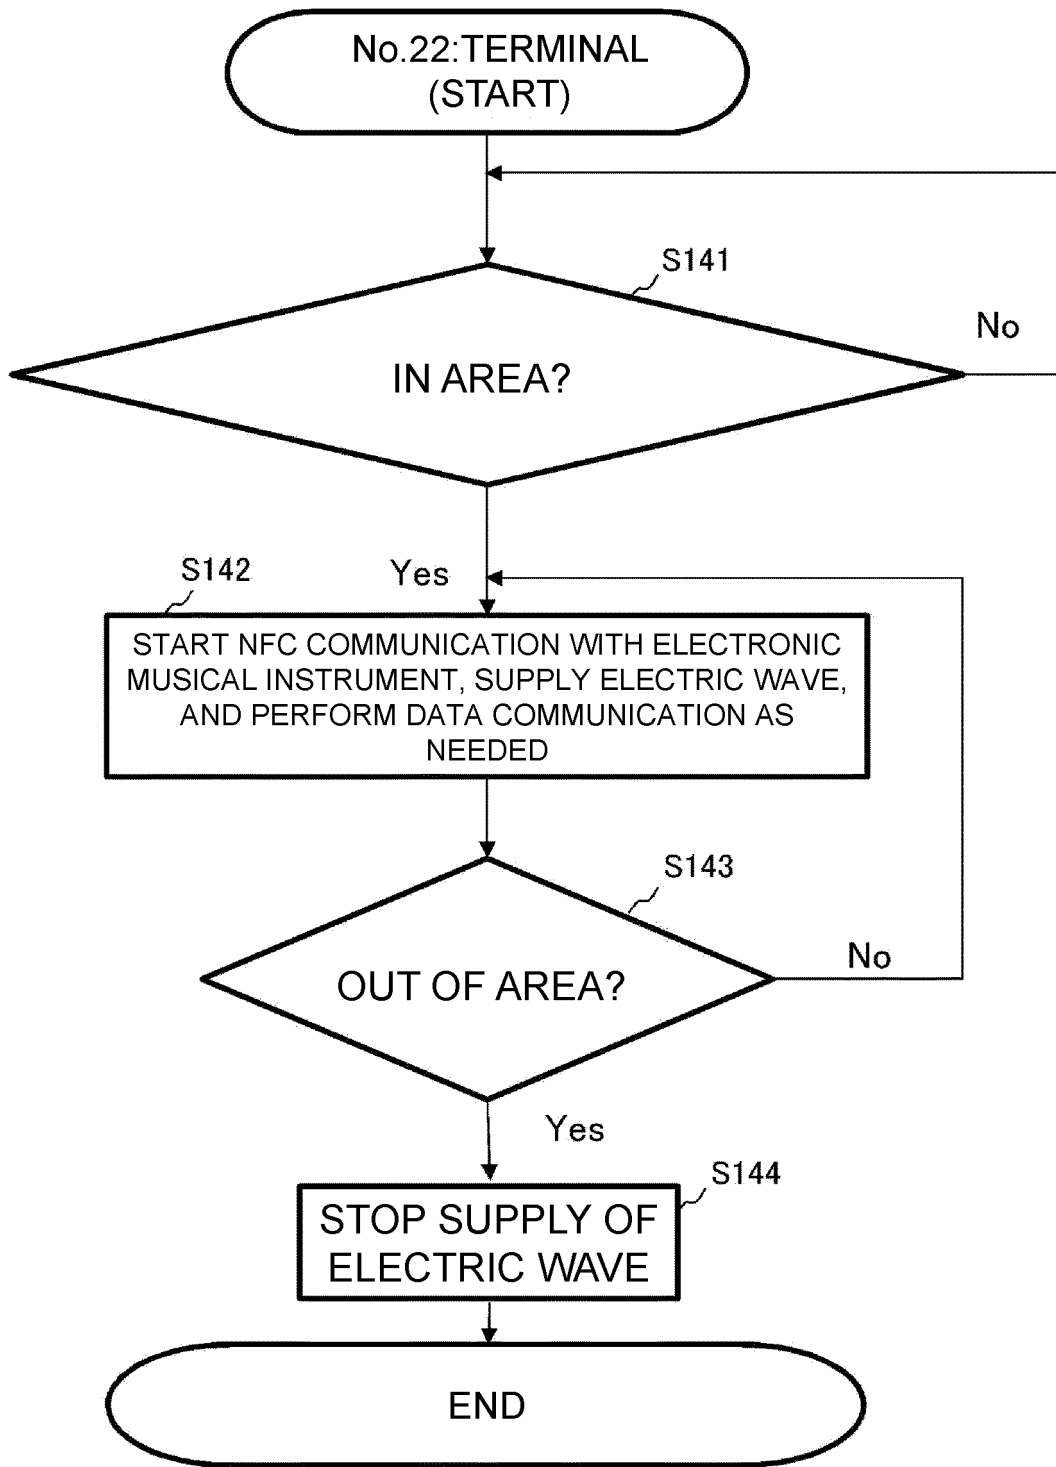 No.22:TERMINAL
(START)
S141
No
IN AREA?
S142
Yes
START NFC COMMUNICATION WITH ELECTRONIC
MUSICAL INSTRUMENT, SUPPLY ELECTRIC WAVE,
AND PERFORM DATA COMMUNICATION AS
NEEDED
S143
No
OUT OF AREA?
Yes
S144
STOP SUPPLY OF
ELECTRIC WAVE
END